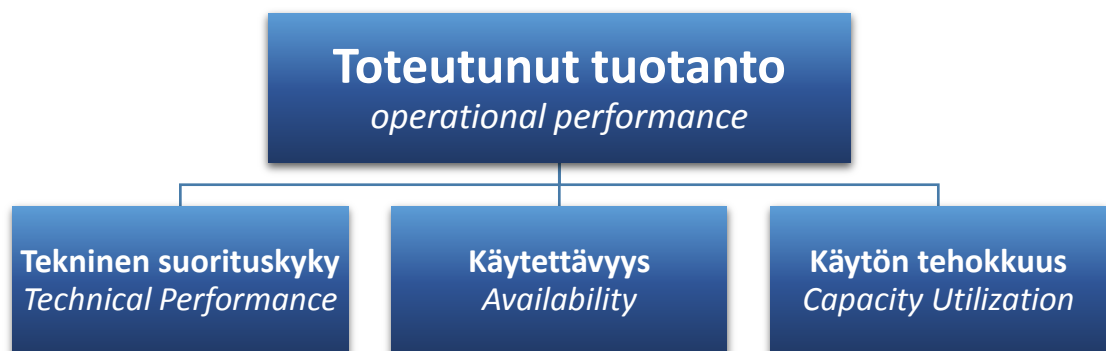 Toteutunut tuotanto
operational performance
Tekninen suorituskyky
Technical Performance
Käytettävyys
Availability
Käytön tehokkuus
Capacity Utilization